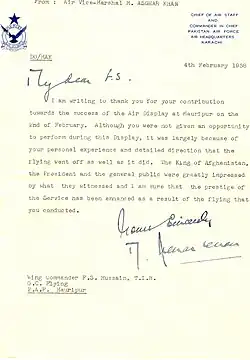 From : Air Vice-Marshal M. ASGHAR KHAN
CHIEF OF AIR STAFF
AND
COMMANDER IN CHIEF
PAKISTAN AIR FORCE
AIR HEADQUARTERS
KARACHI
DO/MAK
4th February 1958
My dear F.S.
I am writing to thank you for your contribution
towards the success of the Air Display at Mauripur on the
2nd of February. Although you were not given an opportunity
to perform during this Display, it was largely because of
your personal experience and detailed direction that the
flying went off as well as it did. The King of Afghanistan,
the President and the general public were greatly impressed
by what they witnessed and I am sure that the prestige of
the Service has been enhanced as a result of the flying that
you conducted.
Yours Sincerely
M.
Wing Commander F.S. Hussain,
O.C. Flying
P.A.F. Mauripur